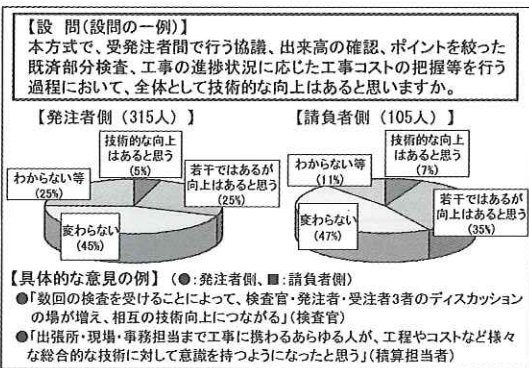 【設 問(設問の一例)】
本方式で、受発注者間で行う協議、出来高の確認、ポイントを絞った
既済部分検査、工事の進捗状況に応じた工事コストの把握等を行う
過程において、全体として技術的な向上はあると思いますか。
【発注者側(315人)】
技術的な向上
はあると思う
(5%)
わからない等
(25%)
若干ではあるが
向上はあると思う
(25%)
変わらない
(45%)
【請負者側(105人)】
技術的な向上
はあると思う
(7%)
わからない等
(11%)
若干ではあるが
向上はあると思う
(35%)
変わらない
(47%)
【具体的な意見の例】(●:発注者側、■:請負者側)
●「数回の検査を受けることによって、検査官・発注者・受注者3者のディスカッション
の場が増え、相互の技術向上につながる」(検査官)
●「出張所・現場・事務担当まで工事に携わるあらゆる人が、工程やコストなど様々
な総合的な技術に対して意識を持つようになったと思う」(積算担当者)